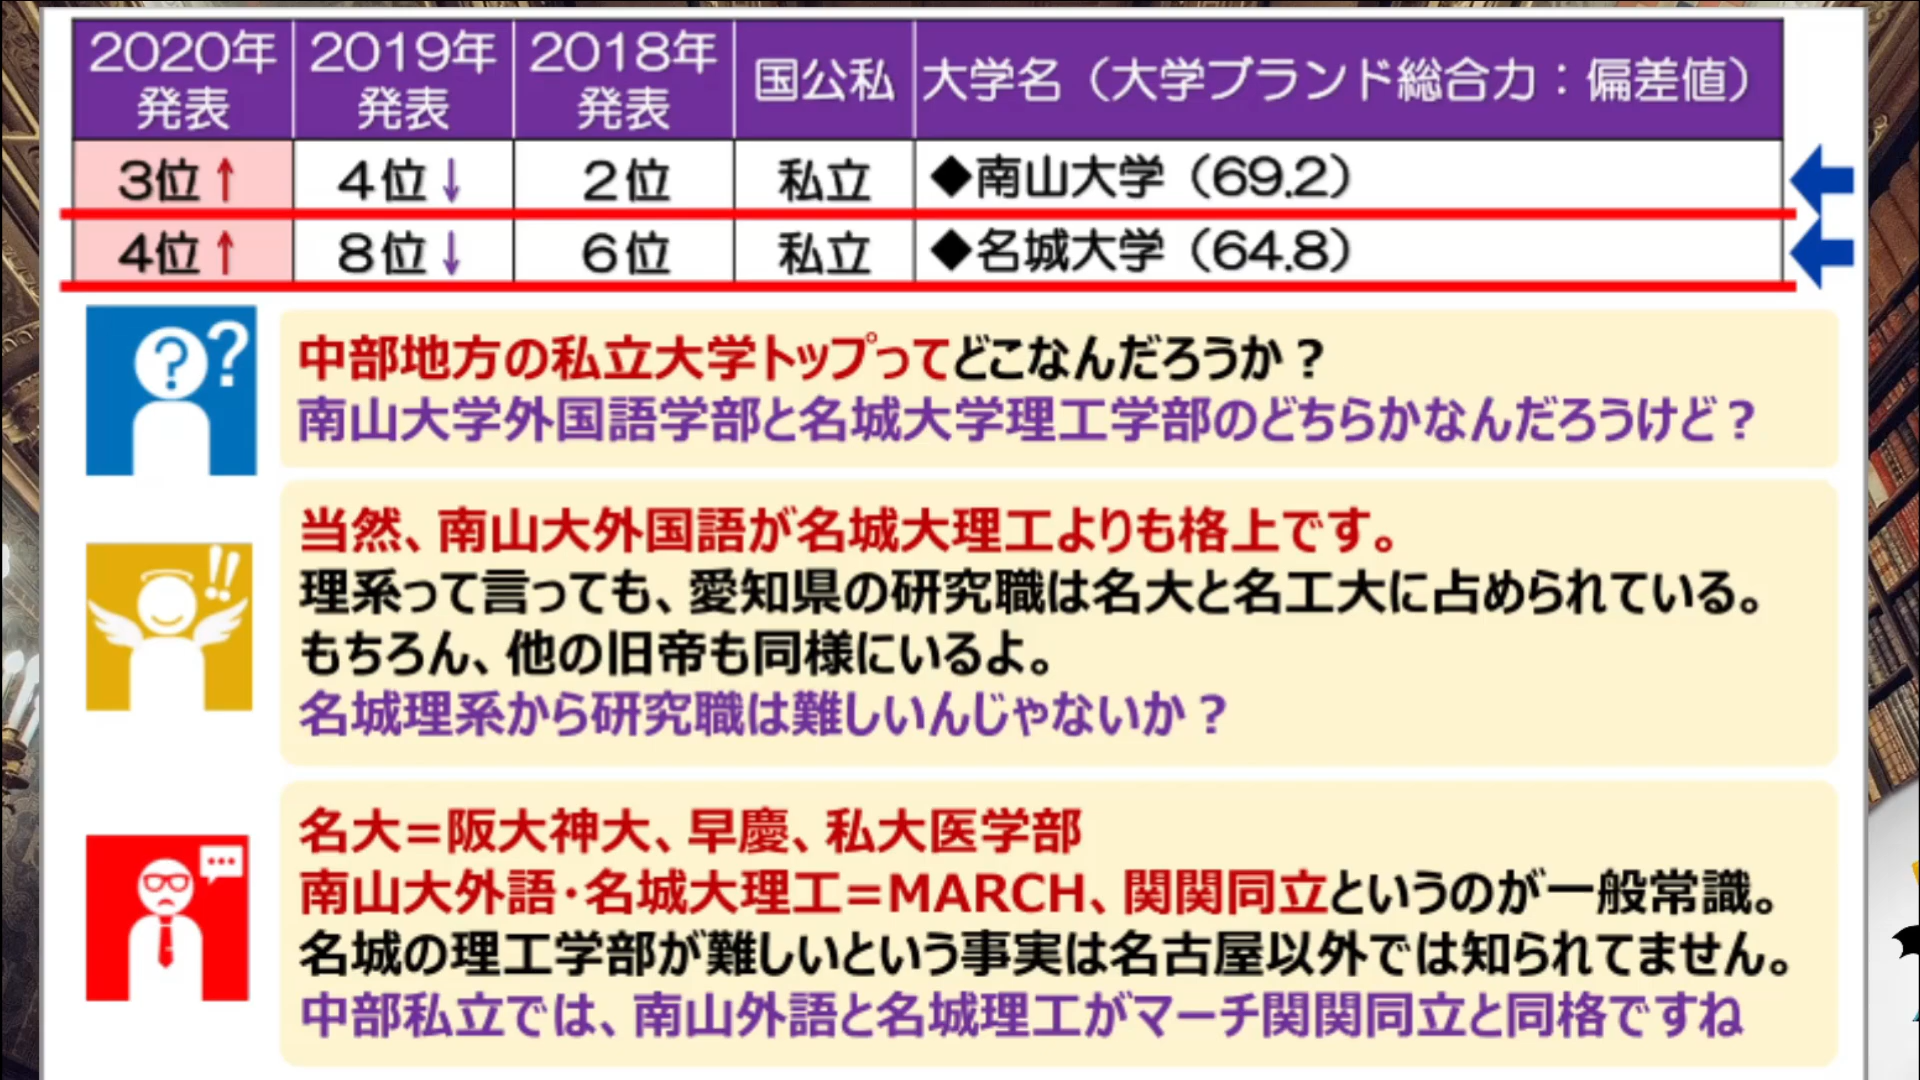 2020年発表 2019年発表 2018年発表 国公私 大学名（大学ブランド総合力：偏差値）
3位↑ 4位↓ 2位 私立 ◆南山大学（69.2）
4位↑ 8位↓ 6位 私立 ◆名城大学（64.8）
??
中部地方の私立大学トップってどこなんだろうか？
南山大学外国語学部と名城大学理工学部のどちらかなんだろうけど？
!!
当然、南山大外国語が名城大理工よりも格上です。
理系って言っても、愛知県の研究職は名大と名工大に占められている。
もちろん、他の旧帝も同様にいるよ。
名城理系から研究職は難しいんじゃないか？
名大=阪大神大、早慶、私大医学部
南山大外語・名城大理工=MARCH、関関同立というのが一般常識。
名城の理工学部が難しいという事実は名古屋以外では知られてません。
中部私立では、南山外語と名城理工がマーチ関関同立と同格ですね